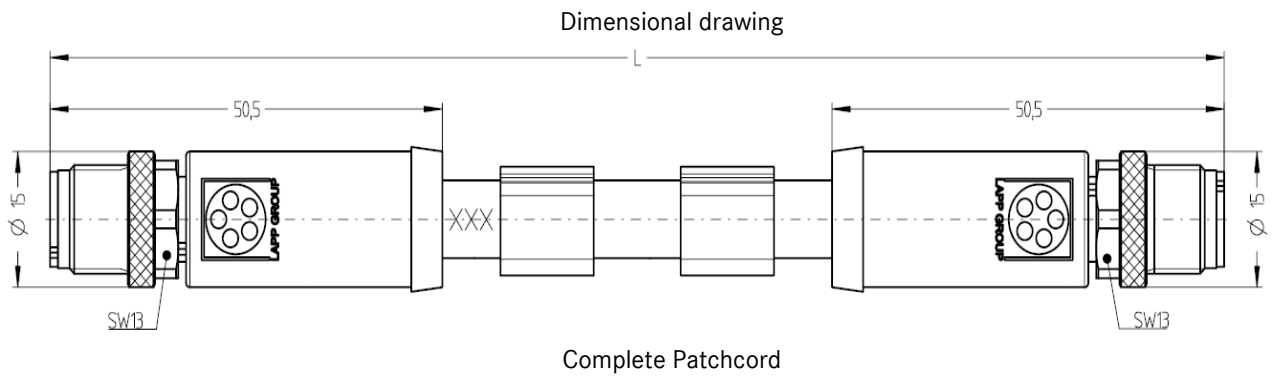 Dimensional drawing
L
50,5
50,5
Ø 15
LAPP GROUP
XXX
LAPP GROUP
Ø 15
SW13
SW13
Complete Patchcord